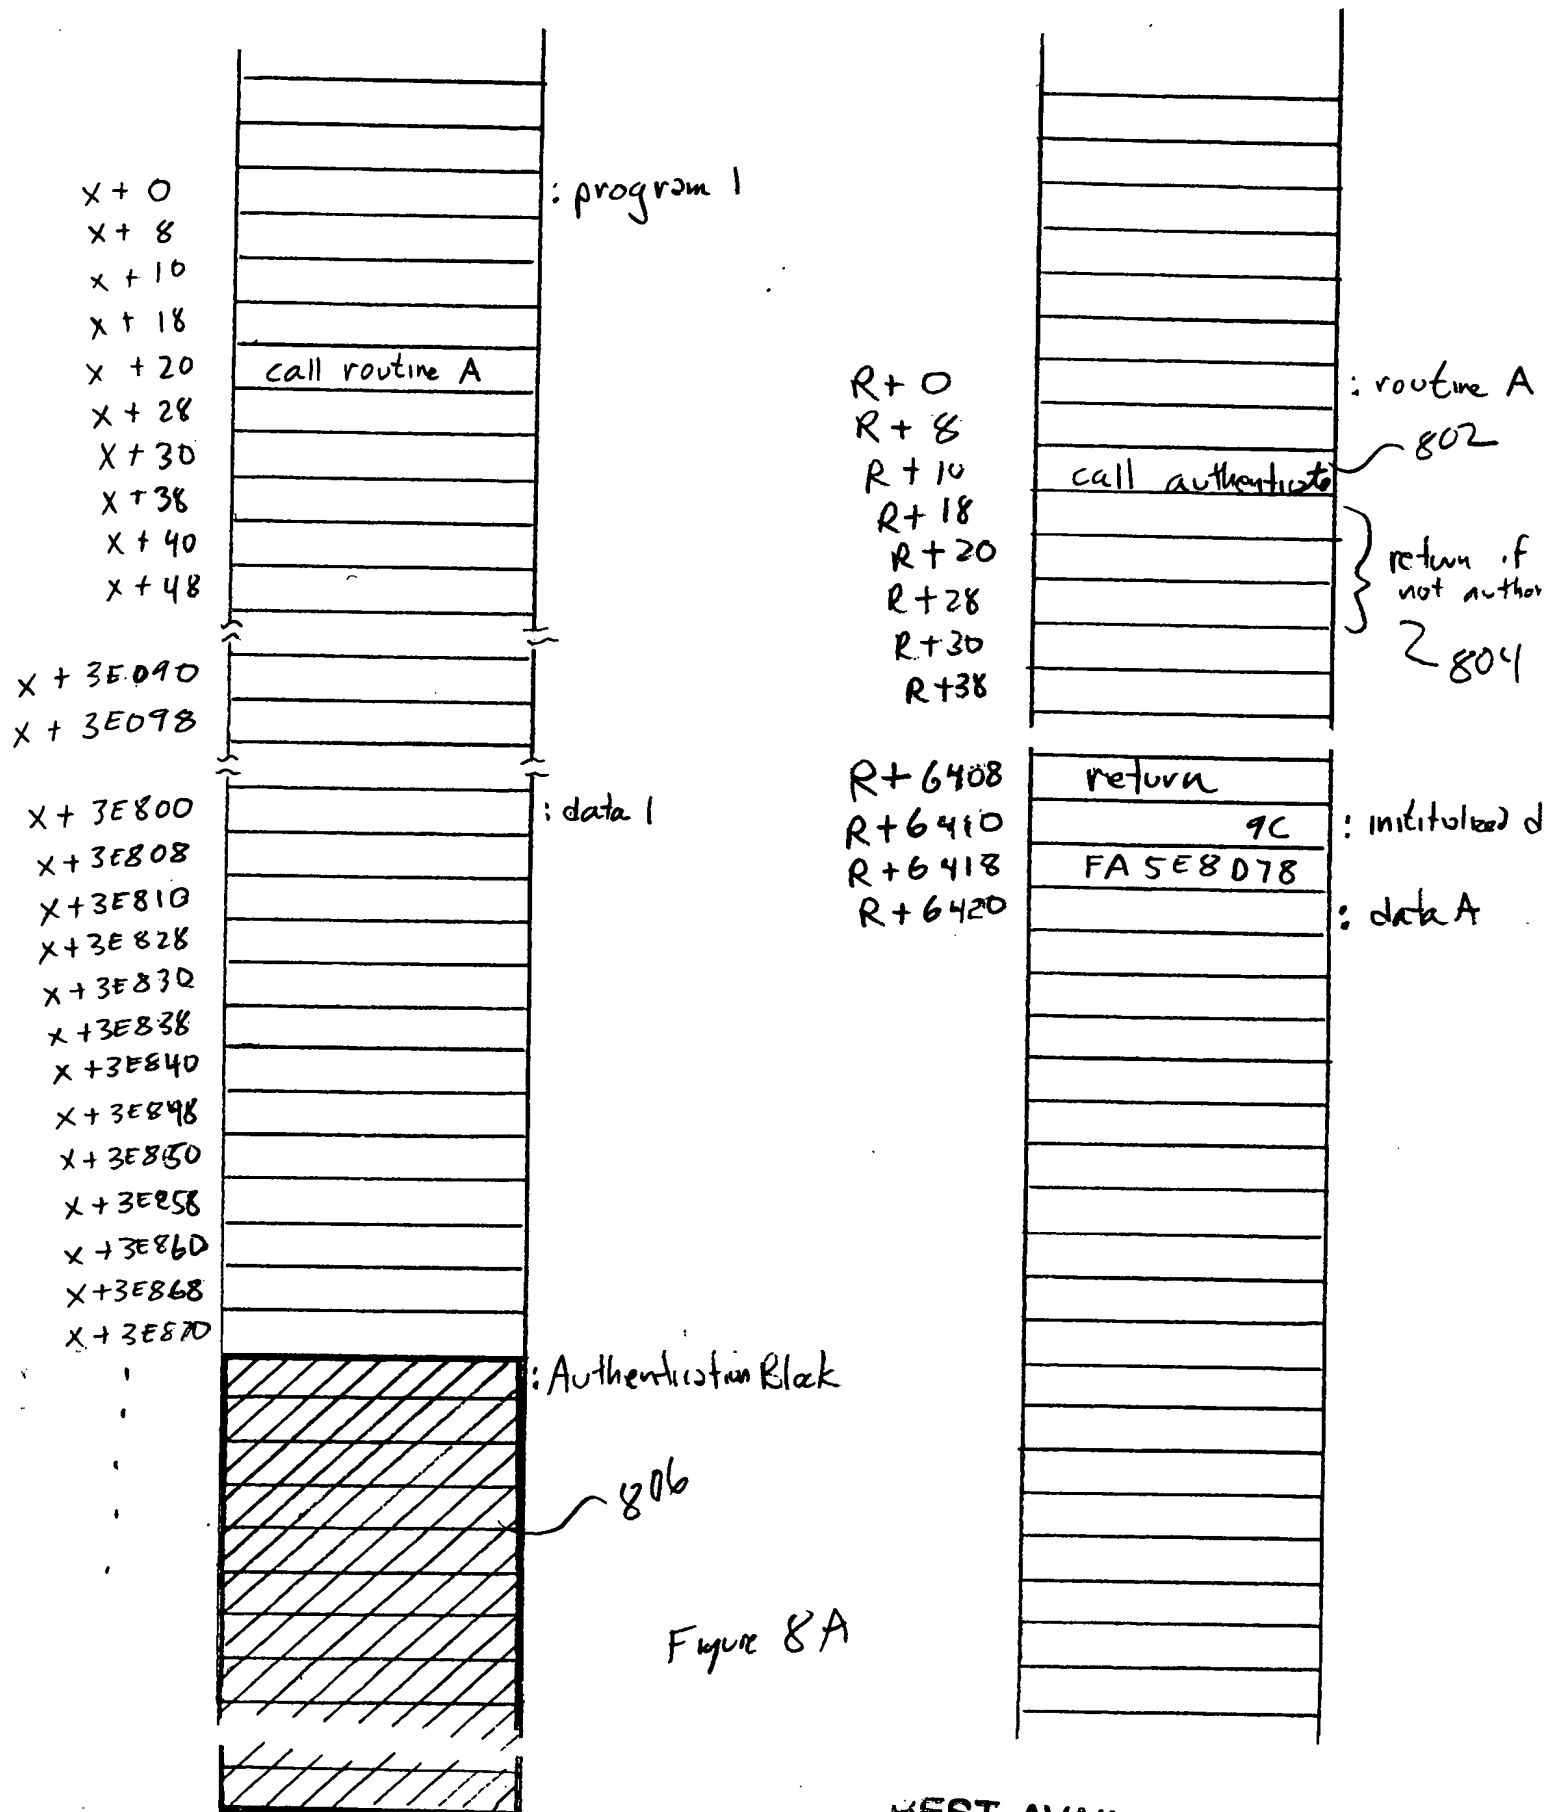 x + 0 : program 1
x + 8
x + 10
x + 18
x + 20 call routine A
x + 28
x + 30
x + 38
x + 40
x + 48
x + 3E090
x + 3E098
x + 3E800 : data 1
x + 3E808
x + 3E810
x + 3E828
x + 3E830
x + 3E838
x + 3E840
x + 3E848
x + 3E850
x + 3E858
x + 3E860
x + 3E868
x + 3E870
: Authentication Block
806
R + 0 : routine A
R + 8
802
R + 10 call authenticate
R + 18
R + 20
return if
not author
R + 28
R + 30
804
R + 38
R + 6408 return
R + 6410 9C
R + 6418 FA5E8D78
R + 6420 : data A
Figure 8A
BEST